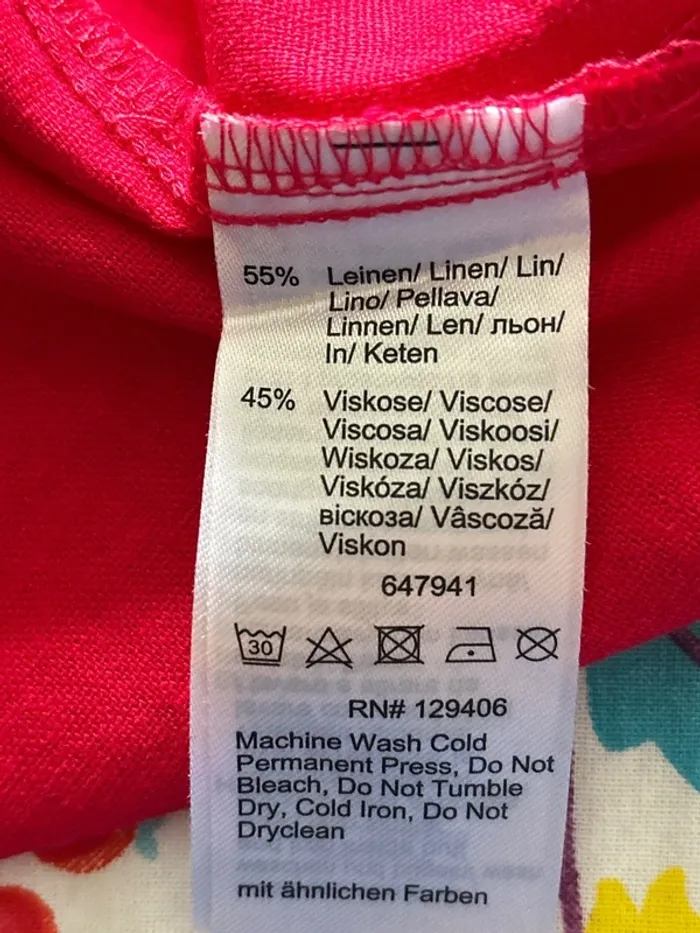 55% Leinen/ Linen/ Lin/
Lino/ Pellava/
Linnen/ Len/ льон/
In/ Keten
45% Viskose/ Viscose/
Viscosa/ Viskoosi/
Wiskoza/ Viskos/
Viskóza/ Viszkóz/
віскоза/ Vâscoză/
Viskon
647941
30
RN# 129406
Machine Wash Cold
Permanent Press, Do Not
Bleach, Do Not Tumble
Dry, Cold Iron, Do Not
Dryclean
mit ähnlichen Farben